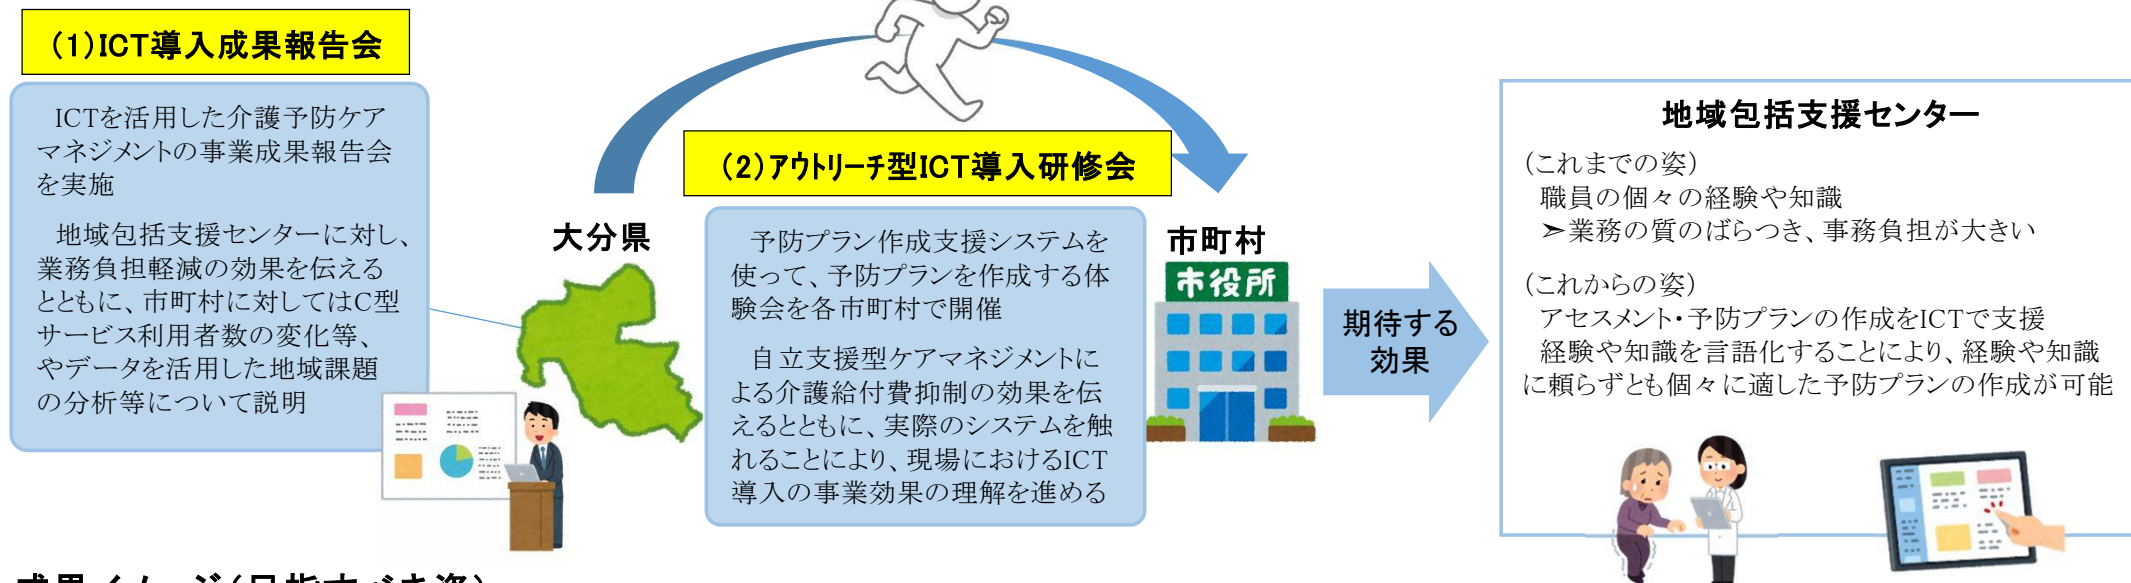 (1)ICT導入成果報告会
ICTを活用した介護予防ケア
マネジメントの事業成果報告会
を実施
地域包括支援センターに対し、
業務負担軽減の効果を伝える
とともに、市町村に対してはC型
サービス利用者数の変化等、
やデータを活用した地域課題
の分析等について説明
大分県
(2)アウトリーチ型ICT導入研修会
予防プラン作成支援システムを
使って、予防プランを作成する体
験会を各市町村で開催
自立支援型ケアマネジメントに
よる介護給付費抑制の効果を伝
えるとともに、実際のシステムを触
れることにより、現場におけるICT
導入の事業効果の理解を進める
市町村
市役所
期待する
効果
地域包括支援センター
(これまでの姿)
職員の個々の経験や知識
➤業務の質のばらつき、事務負担が大きい
(これからの姿)
アセスメント・予防プランの作成をICTで支援
経験や知識を言語化することにより、経験や知識
に頼らずとも個々に適した予防プランの作成が可能
成果イメージ(目指すべき姿)